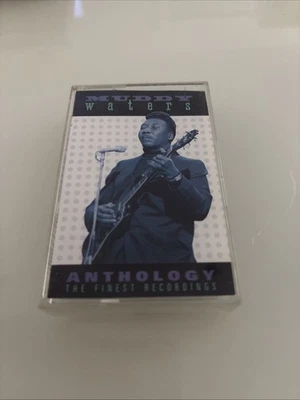 MUDDY
waters
ANTHOLOGY
THE FINEST RECORDINGS